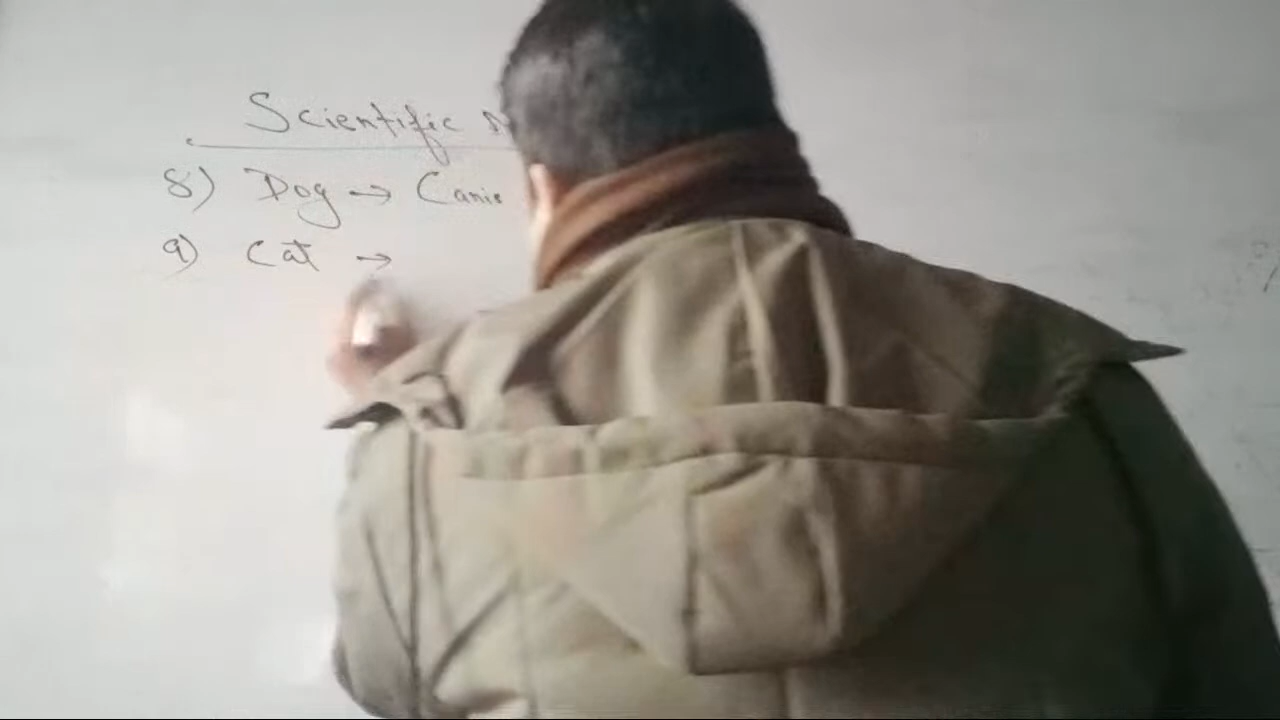 Scientific
8) Dog → Canis
9) Cat →